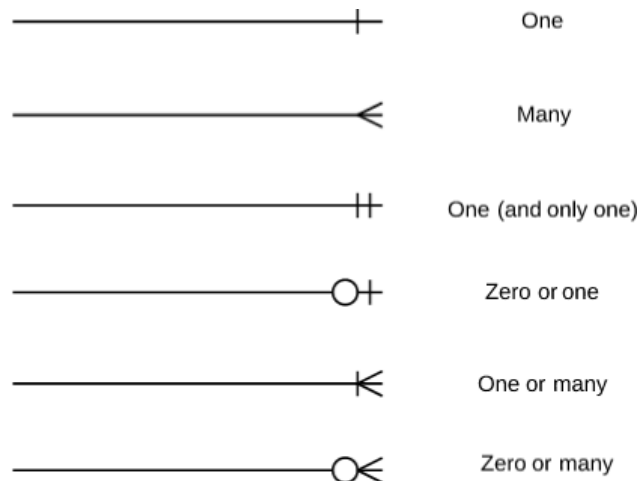 One
Many
One (and only one)
Zero or one
One or many
Zero or many